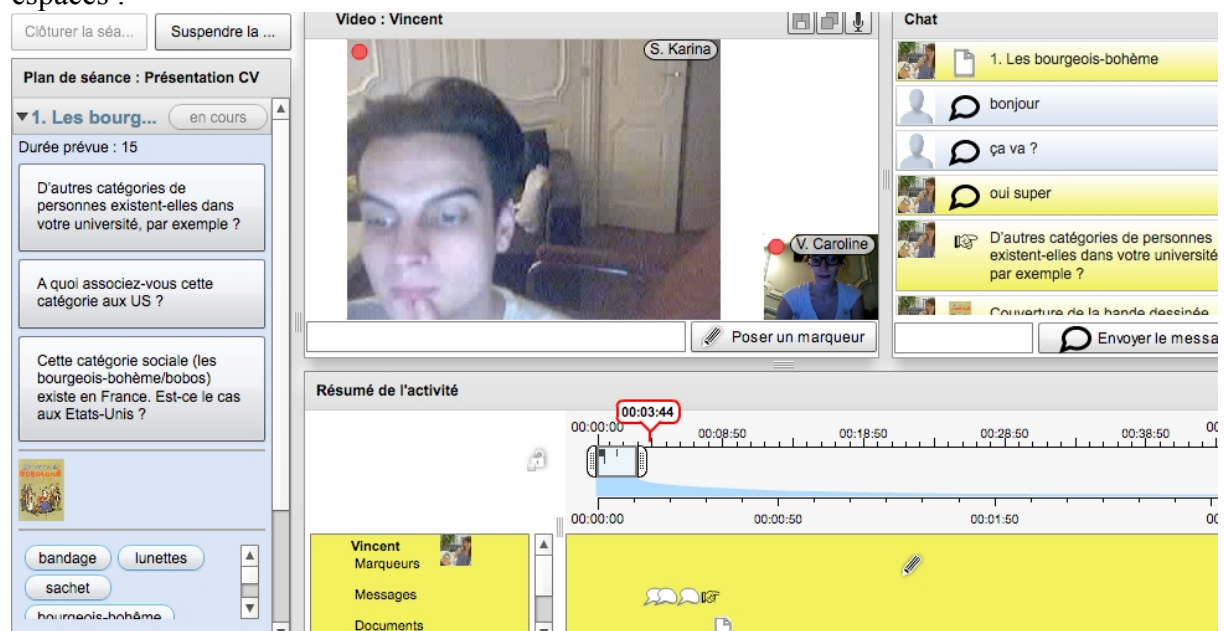 espaces :
Clôturer la séa...
Suspendre la ...
Plan de séance : Présentation CV
1. Les bourg...
en cours
Durée prévue : 15
D'autres catégories de
personnes existent-elles dans
votre université, par exemple ?
A quoi associez-vous cette
catégorie aux US ?
Cette catégorie sociale (les
bourgeois-bohème/bobos)
existe en France. Est-ce le cas
aux Etats-Unis ?
bandage
lunettes
sachet
bourgeois-bohême
Video : Vincent
S. Karina
V. Caroline
Poser un marqueur
Chat
1. Les bourgeois-bohème
bonjour
ça va ?
oui super
D'autres catégories de personnes
existent-elles dans votre université
par exemple ?
Couverture de la bande dessinée
Envoyer le messa
Résumé de l'activité
00:03:44
00:00:00
00:08:50
00:18:50
00:28:50
00:38:50
00
00:00:00
00:00:50
00:01:50
00
Vincent
Marqueurs
Messages
Documents